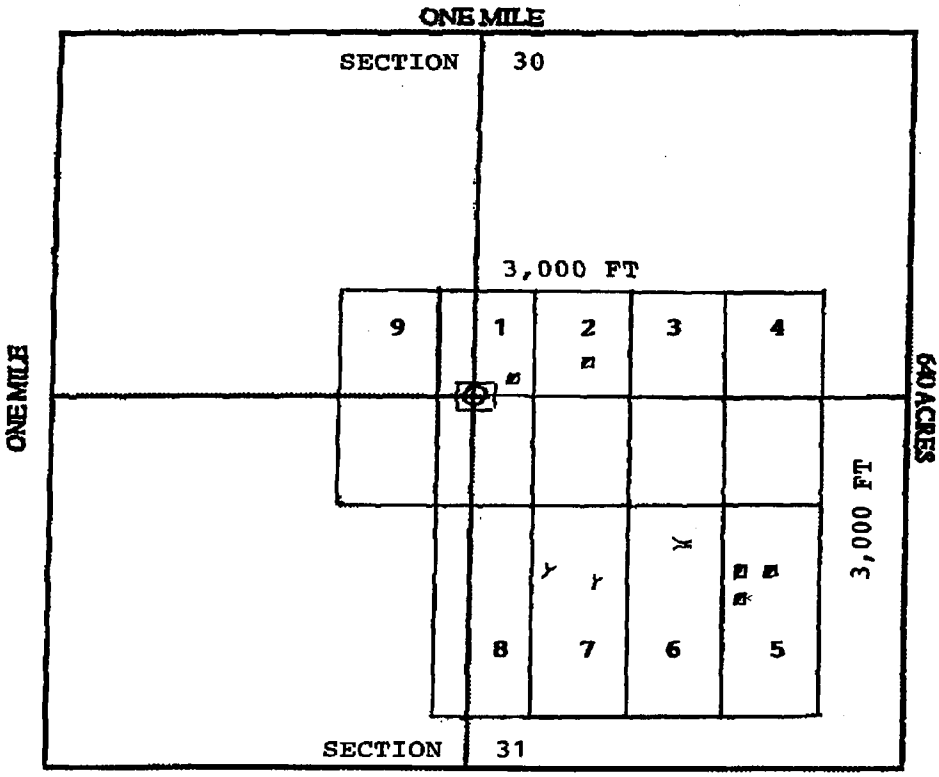 ONE MILE
SECTION 30
3,000 FT
9 1 2 3 4
ONE MILE
640 ACRES
3,000 FT
8 7 6 5
SECTION 31